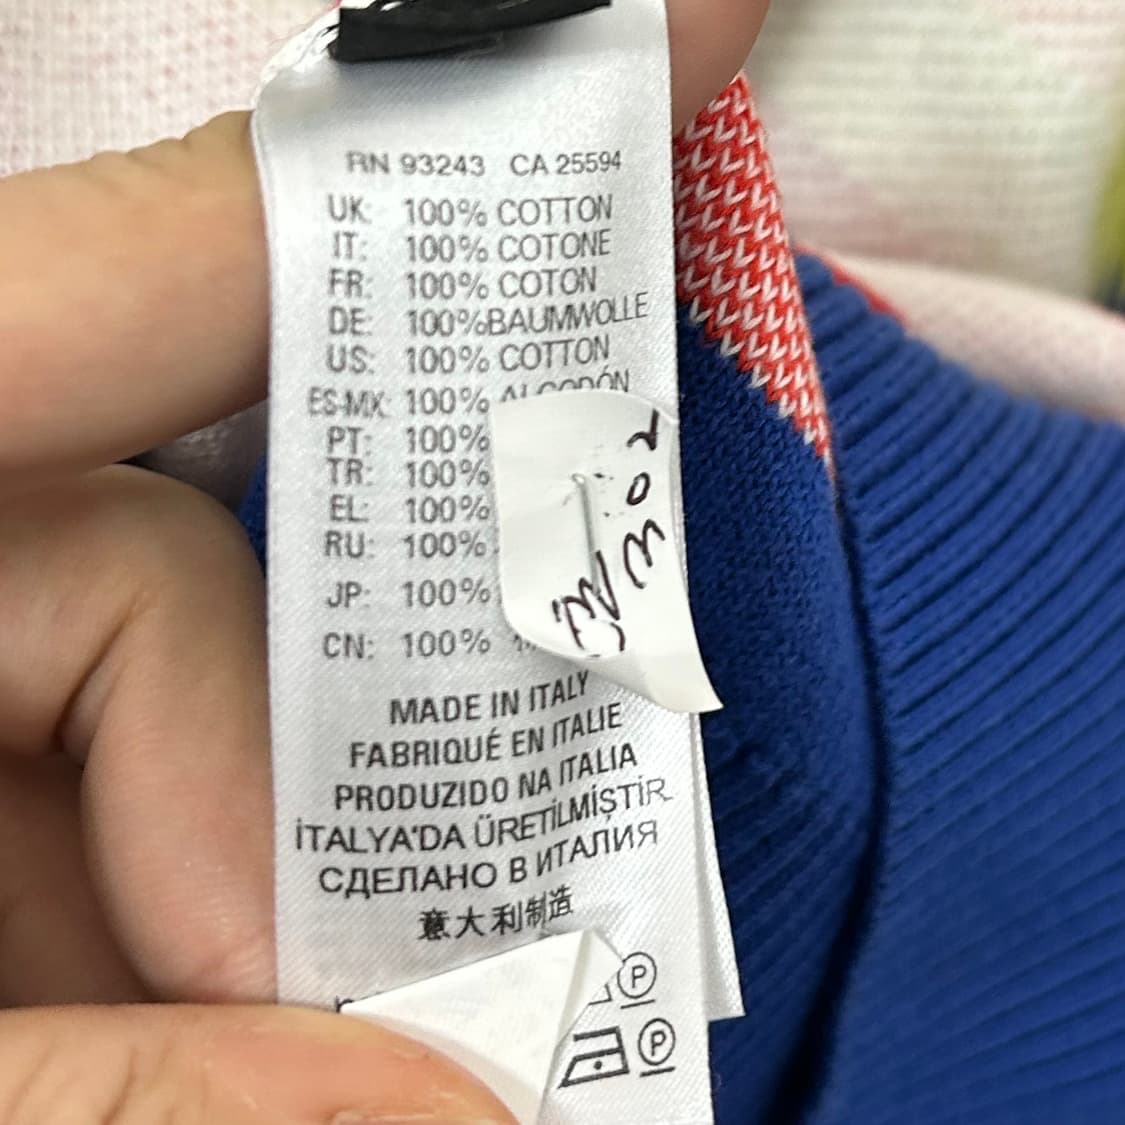 RN 93243 CA 25594
UK: 100% COTTON
IT: 100% COTONE
FR: 100% COTON
DE: 100%BAUMWOLLE
US: 100% COTTON
ES-MX: 100% ALGODÓN
PT: 100%
TR: 100%
EL: 100%
RU: 100%
JP: 100%
CN: 100%
MADE IN ITALY
FABRIQUÉ EN ITALIE
PRODUZIDO NA ITALIA
İTALYA'DA ÜRETİLMİŞTİR
СДЕЛАНО В ИТАЛИЯ
意大利制造
P
P